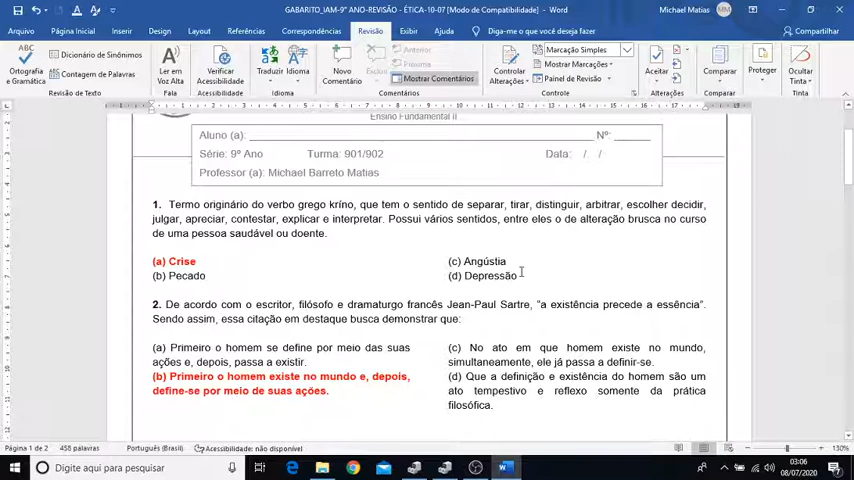 GABARITO_IAM-9° ANO-REVISÃO - ÉTICA-10-07 [Modo de Compatibilidade] - Word
Michael Matias
MM
Arquivo
Página Inicial
Inserir
Design
Layout
Referências
Correspondências
Revisão
Exibir
Ajuda
Diga-me o que você deseja fazer
Compartilhar
ABC
Ortografia e
Gramática
Dicionário de Sinônimos
Contagem de Palavras
Revisão de Texto
Ler em
Voz Alta
Fala
Verificar
Acessibilidade
Acessibilidade
Traduzir
Idioma
Idioma
Novo
Comentário
Excluir
Anterior
Próxima
Mostrar Comentários
Comentários
Controlar
Alterações
Marcação Simples
Mostrar Marcações
Painel de Revisão
Controle
Aceitar
Alterações
Comparar
Comparar
Proteger
Ocultar
Tinta
Tinta
Ensino Fundamental II
Aluno (a): Nº:
Série: 9º Ano Turma: 901/902 Data: / /
Professor (a): Michael Barreto Matias
1. Termo originário do verbo grego kríno, que tem o sentido de separar, tirar, distinguir, arbitrar, escolher decidir,
julgar, apreciar, contestar, explicar e interpretar. Possui vários sentidos, entre eles o de alteração brusca no curso
de uma pessoa saudável ou doente.
(a) Crise
(b) Pecado
(c) Angústia
(d) Depressão
2. De acordo com o escritor, filósofo e dramaturgo francês Jean-Paul Sartre, “a existência precede a essência”.
Sendo assim, essa citação em destaque busca demonstrar que:
(a) Primeiro o homem se define por meio das suas
ações e, depois, passa a existir.
(b) Primeiro o homem existe no mundo e, depois,
define-se por meio de suas ações.
(c) No ato em que homem existe no mundo,
simultaneamente, ele já passa a definir-se.
(d) Que a definição e existência do homem são um
ato tempestivo e reflexo somente da prática
filosófica.
Página 1 de 2
458 palavras
Português (Brasil)
Acessibilidade: não disponível
130%
Digite aqui para pesquisar
03:06
08/07/2020